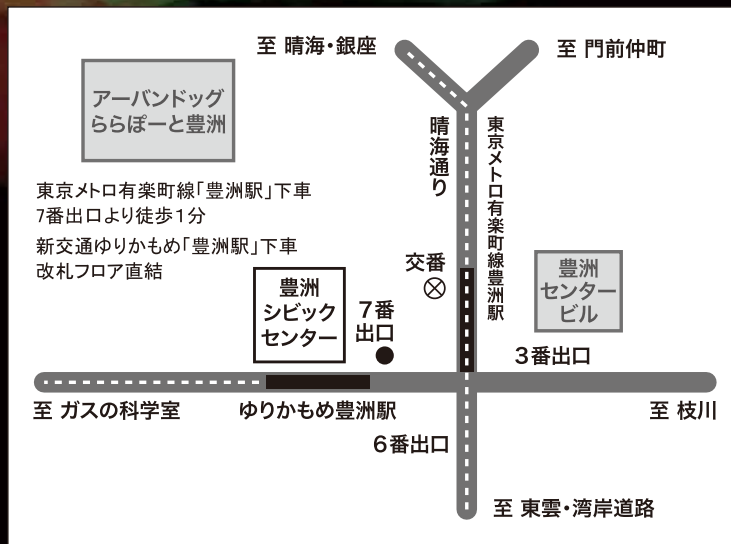 至 晴海・銀座
至 門前仲町
アーバンドッグ
ららぽーと豊洲
晴海通り
東京メトロ有楽町線豊洲駅
東京メトロ有楽町線「豊洲駅」下車
7番出口より徒歩1分
新交通ゆりかもめ「豊洲駅」下車
改札フロア直結
交番
豊洲
センター
ビル
豊洲
シビック
センター
7番
出口
3番出口
至 ガスの科学室
ゆりかもめ豊洲駅
至 枝川
6番出口
至 東雲・湾岸道路